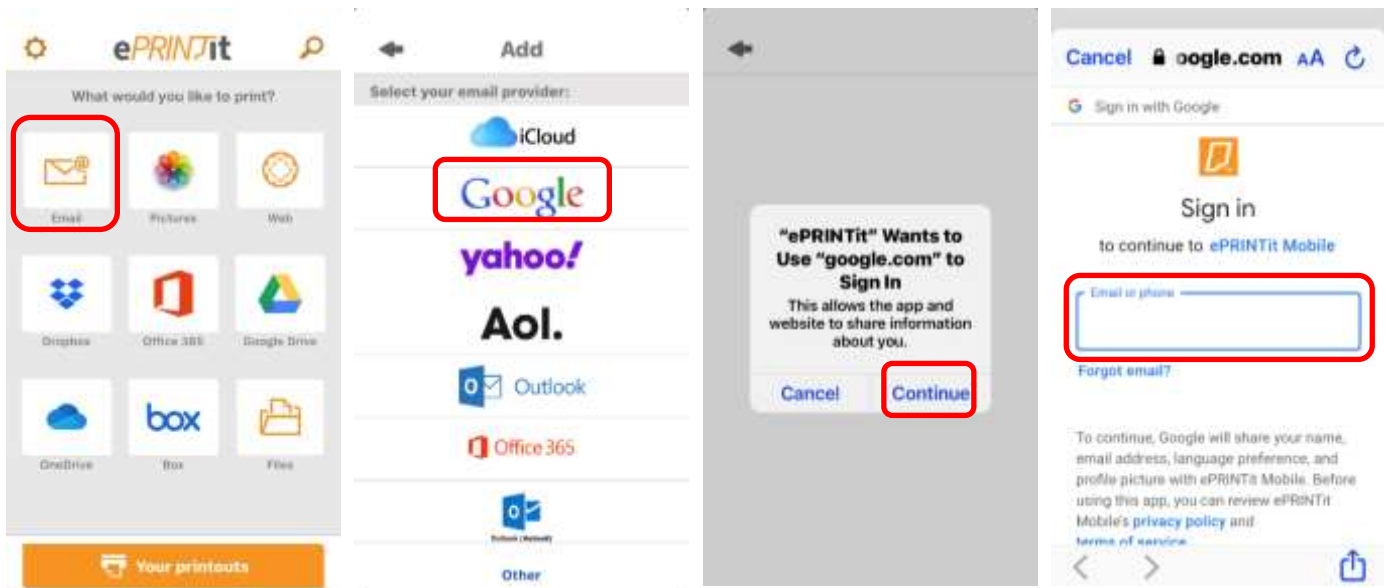 ePRINTit
What would you like to print?
Email
Pictures
Web
Dropbox
Office 365
Google Drive
OneDrive
box
Box
Files
Your printouts
Add
Select your email provider:
iCloud
Google
yahoo!
Aol.
Outlook
Office 365
Other
"ePRINTit" Wants to
Use "google.com" to
Sign In
This allows the app and
website to share information
about you.
Cancel
Continue
Cancel
oogle.com
AA
G Sign in with Google
Sign in
to continue to ePRINTit Mobile
Email or phone
Forgot email?
To continue, Google will share your name,
email address, language preference, and
profile picture with ePRINTit Mobile. Before
using this app, you can review ePRINTit
Mobile's privacy policy and
terms of service